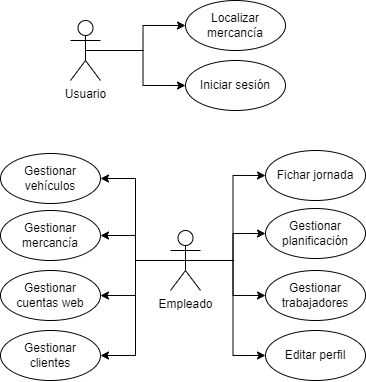 Localizar
mercancía
Iniciar sesión
Usuario
Gestionar
vehículos
Fichar jornada
Gestionar
mercancía
Gestionar
planificación
Gestionar
cuentas web
Empleado
Gestionar
trabajadores
Gestionar
clientes
Editar perfil